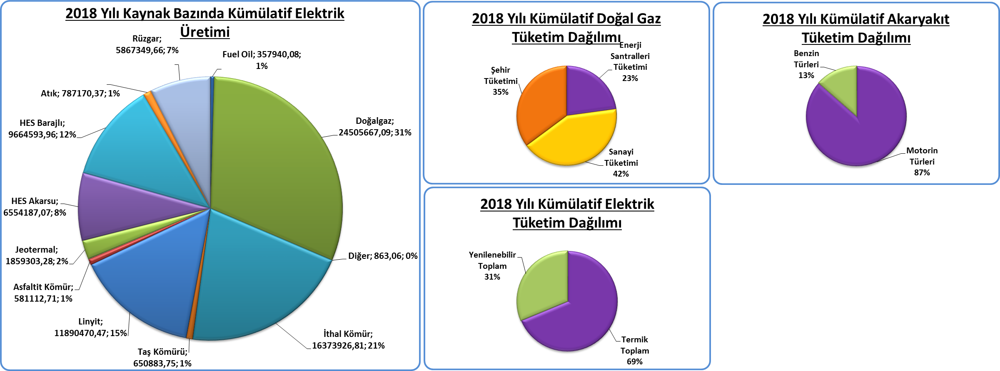 2018 Yılı Kaynak Bazında Kümülatif Elektrik
Üretimi
Rüzgar;
5867349,66; 7%
Fuel Oil; 357940,08;
1%
Atık; 787170,37; 1%
Doğalgaz;
24505667,09; 31%
HES Barajlı;
9664593,96; 12%
HES Akarsu;
6554187,07; 8%
Jeotermal;
1859303,28; 2%
Diğer; 863,06; 0%
Asfaltit Kömür;
581112,71; 1%
Linyit;
11890470,47; 15%
İthal Kömür;
16373926,81; 21%
Taş Kömürü;
650883,75; 1%
2018 Yılı Kümülatif Doğal Gaz
Tüketim Dağılımı
Enerji
Santralleri
Tüketimi
23%
Şehir
Tüketimi
35%
Sanayi
Tüketimi
42%
2018 Yılı Kümülatif Akaryakıt
Tüketim Dağılımı
Benzin
Türleri
13%
Motorin
Türleri
87%
2018 Yılı Kümülatif Elektrik
Tüketim Dağılımı
Yenilenebilir
Toplam
31%
Termik
Toplam
69%